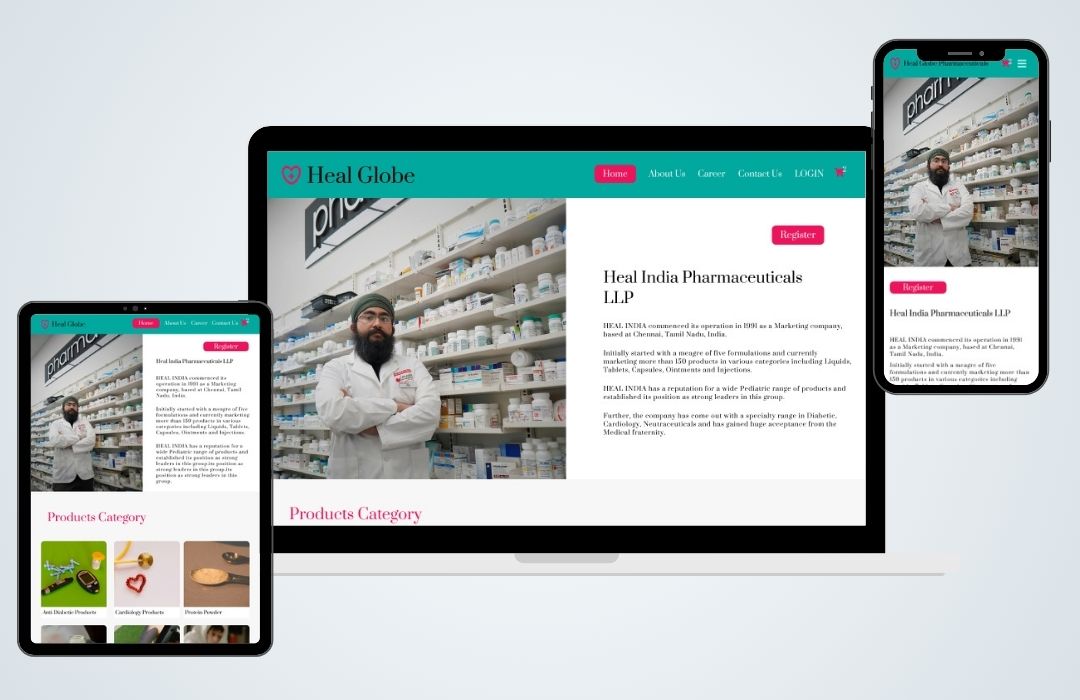 Heal Globe
Home About Us Career Contact Us LOGIN 2
pha
Register
Heal India Pharmaceuticals
LLP
HEAL INDIA commenced its operation in 1991 as a Marketing company,
based at Chennai, Tamil Nadu, India.
Initially started with a meagre of five formulations and currently
marketing more than 150 products in various categories including Liquids,
Tablets, Capsules, Ointments and Injections.
HEAL INDIA has a reputation for a wide Pediatric range of products and
established its position as strong leaders in this group.
Further, the company has come out with a specialty range in Diabetic,
Cardiology, Neatraceuticals and has gained huge acceptance from the
Medical fraternity.
Products Category
Heal Globe
Home About Us Career Contact Us
pharma
Register
Heal India Pharmaceuticals LLP
HEAL INDIA commenced its
operation in 1991 as a Marketing
company, based at Chennai, Tamil
Nadu, India.
Initially started with a meagre of five
formulations and currently marketing
more than 150 products in various
categories including Liquids, Tablets,
Capsules, Ointments and Injections.
HEAL INDIA has a reputation for a
wide Pediatric range of products and
established its position as strong
leaders in this group.its position as
strong leaders in this group.its
position as strong leaders in this
group.
Products Category
Anti Diabetic Products
Cardiology Products
Protein Powder
Heal Globe Pharmaceuticals 2
pharm
Register
Heal India Pharmaceuticals LLP
HEAL INDIA commenced its operation in 1991
as a Marketing company, based at Chennai,
Tamil Nadu, India.
Initially started with a meagre of five
formulations and currently marketing more than
150 products in various categories including